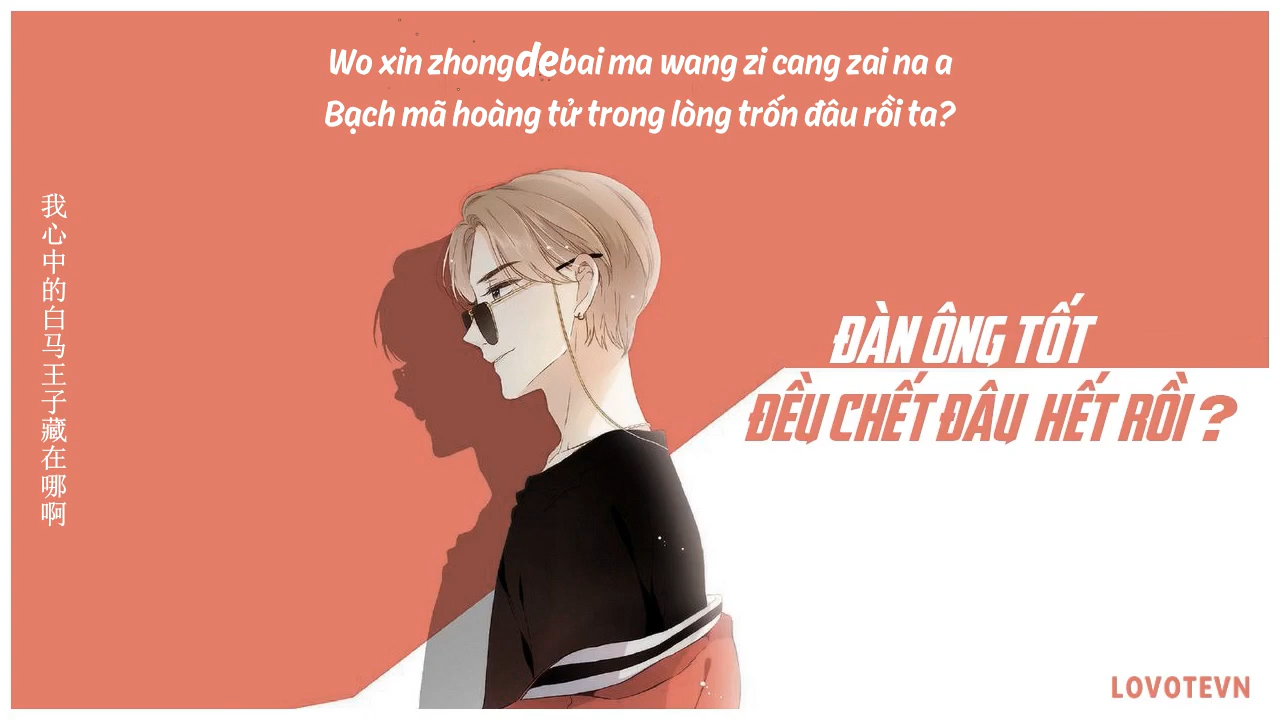 Wo xin zhong de bai ma wang zi cang zai na a
Bạch mã hoàng tử trong lòng trốn đâu rồi ta?
我心中的白马王子藏在哪啊
ĐÀN ÔNG TỐT
ĐỀU CHẾT ĐÂU HẾT RỒI ?
LOVOTEVN